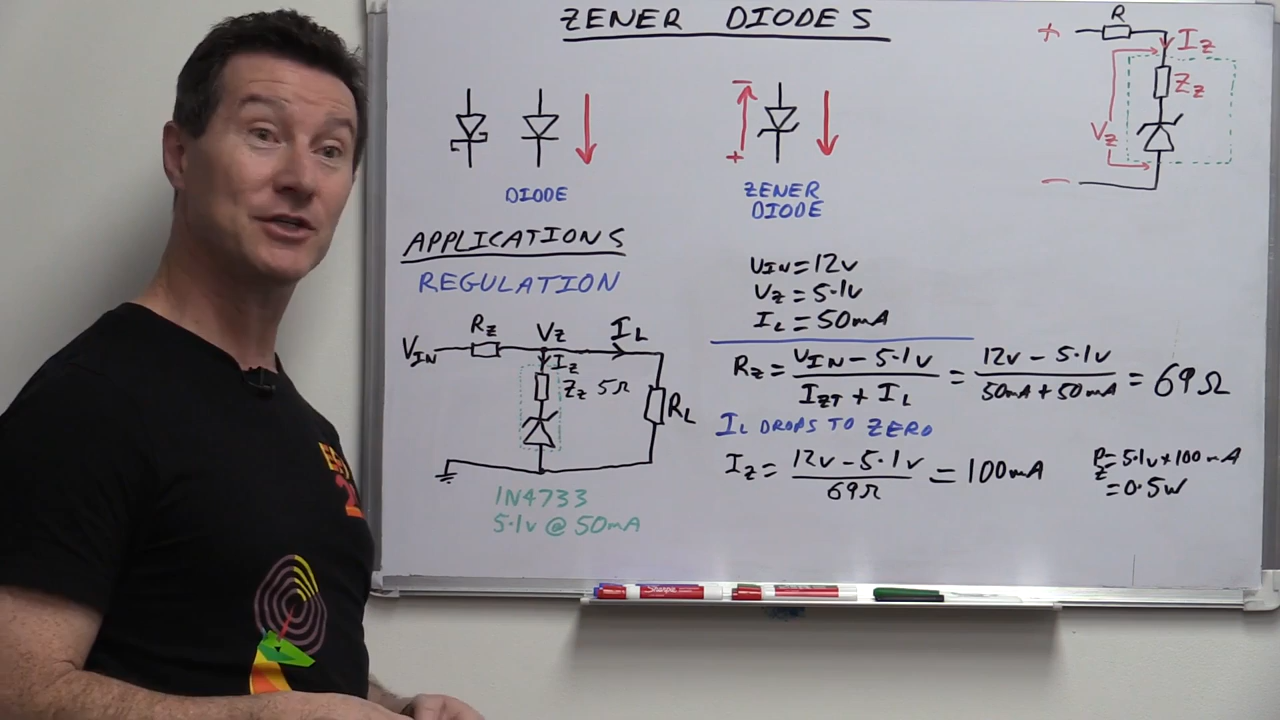 ZENER DIODES
+
R
IZ
ZZ
VZ
−
DIODE
−
+
ZENER
DIODE
APPLICATIONS
REGULATION
VIN
RZ
VZ
IL
IZ
ZZ 5Ω
RL
1N4733
5.1V @ 50mA
VIN = 12V
VZ = 5.1V
IL = 50mA
RZ = VIN − 5.1V / IZT + IL = 12V − 5.1V / 50mA + 50mA = 69Ω
IL DROPS TO ZERO
IZ = 12V − 5.1V / 69Ω = 100mA
PZ = 5.1V × 100mA
= 0.5W
Sharpie